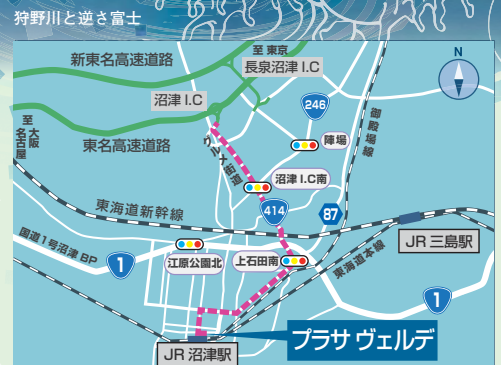 狩野川と逆さ富士
至 東京
新東名高速道路
長泉沼津 I.C
N
沼津 I.C
246
至 大阪 名古屋
東名高速道路
グルメ街道
陣場
御殿場線
沼津 I.C南
414
87
東海道新幹線
国道1号沼津 BP
JR 三島駅
1
江原公園北
上石田南
東海道本線
1
プラサ ヴェルデ
JR 沼津駅